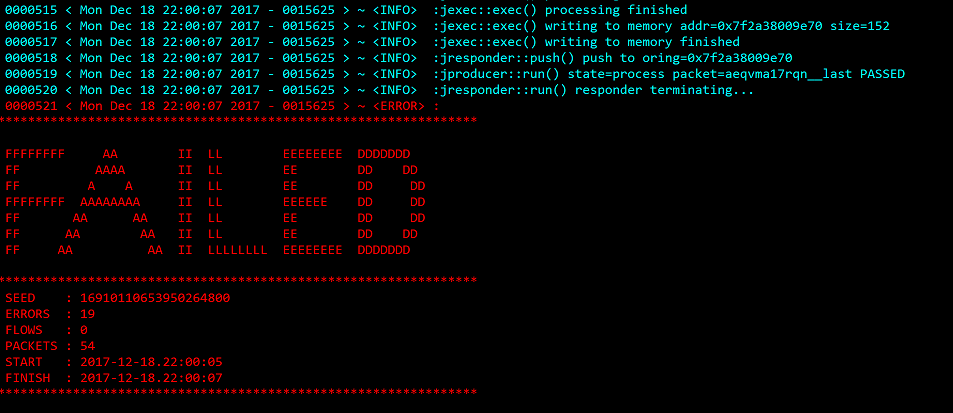 0000515 < Mon Dec 18 22:00:07 2017 - 0015625 > ~ <INFO>  :jexec::exec() processing finished
0000516 < Mon Dec 18 22:00:07 2017 - 0015625 > ~ <INFO>  :jexec::exec() writing to memory addr=0x7f2a38009e70 size=152
0000517 < Mon Dec 18 22:00:07 2017 - 0015625 > ~ <INFO>  :jexec::exec() writing to memory finished
0000518 < Mon Dec 18 22:00:07 2017 - 0015625 > ~ <INFO>  :jresponder::push() push to oring=0x7f2a38009e70
0000519 < Mon Dec 18 22:00:07 2017 - 0015625 > ~ <INFO>  :jproducer::run() state=process packet=aeqvma17rqn__last PASSED
0000520 < Mon Dec 18 22:00:07 2017 - 0015625 > ~ <INFO>  :jresponder::run() responder terminating...
0000521 < Mon Dec 18 22:00:07 2017 - 0015625 > ~ <ERROR> :
***************************************************************
FFFFFFFF     AA        II  LL        EEEEEEEE  DDDDDDD
FF          AAAA       II  LL        EE        DD    DD
FF         A    A      II  LL        EE        DD     DD
FFFFFFFF  AAAAAAAA     II  LL        EEEEEE    DD     DD
FF       AA      AA    II  LL        EE        DD     DD
FF      AA        AA   II  LL        EE        DD    DD
FF     AA          AA  II  LLLLLLLL  EEEEEEEE  DDDDDDD
***************************************************************
SEED    : 16910110653950264800
ERRORS  : 19
FLOWS   : 0
PACKETS : 54
START   : 2017-12-18.22:00:05
FINISH  : 2017-12-18.22:00:07
***************************************************************